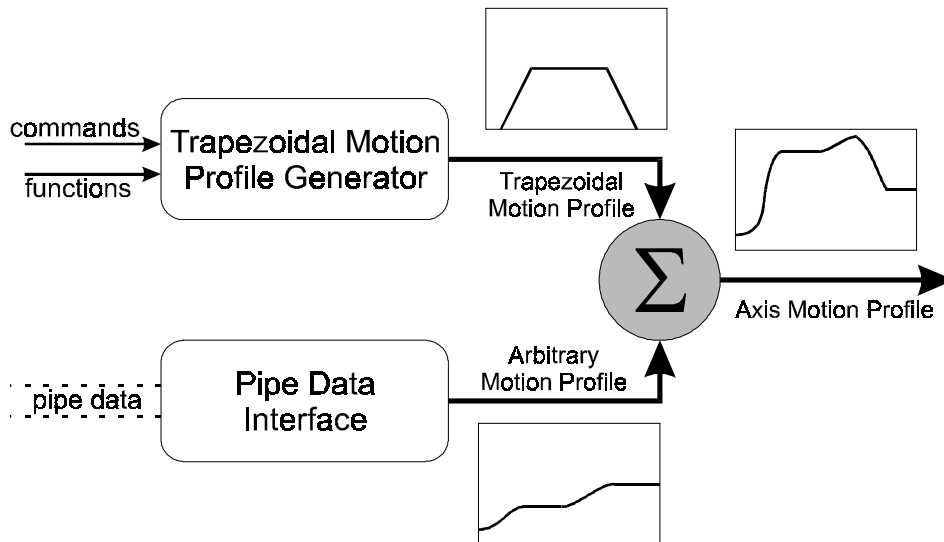 commands
functions
Trapezoidal Motion
Profile Generator
Trapezoidal
Motion Profile
Σ
Axis Motion Profile
pipe data
Pipe Data
Interface
Arbitrary
Motion Profile